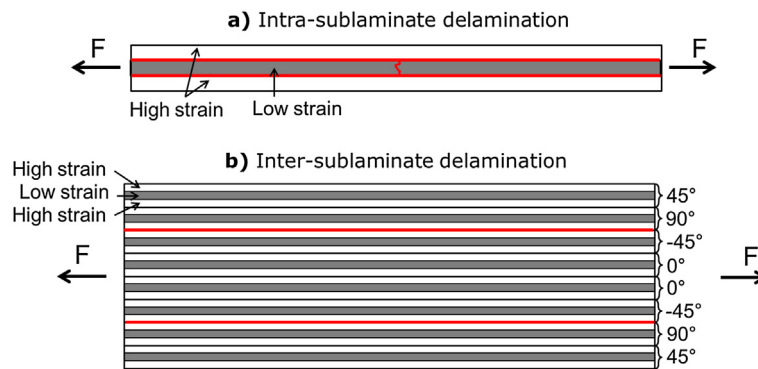 a) Intra-sublaminate delamination
F F
High strain Low strain
b) Inter-sublaminate delamination
High strain
Low strain
High strain
45°
90°
-45°
F 0° F
0°
-45°
90°
45°